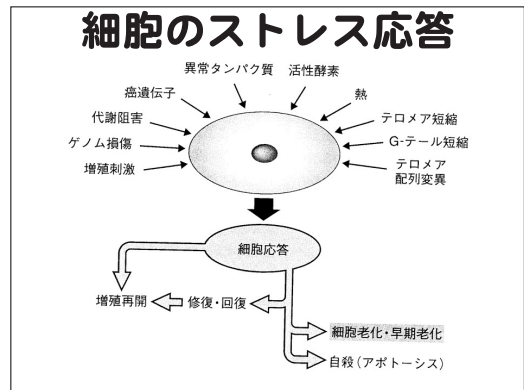 細胞のストレス応答
異常タンパク質
活性酸素
癌遺伝子
熱
代謝阻害
テロメア短縮
ゲノム損傷
G-テール短縮
増殖刺激
テロメア
配列変異
細胞応答
増殖再開
修復・回復
細胞老化・早期老化
自殺(アポトーシス)